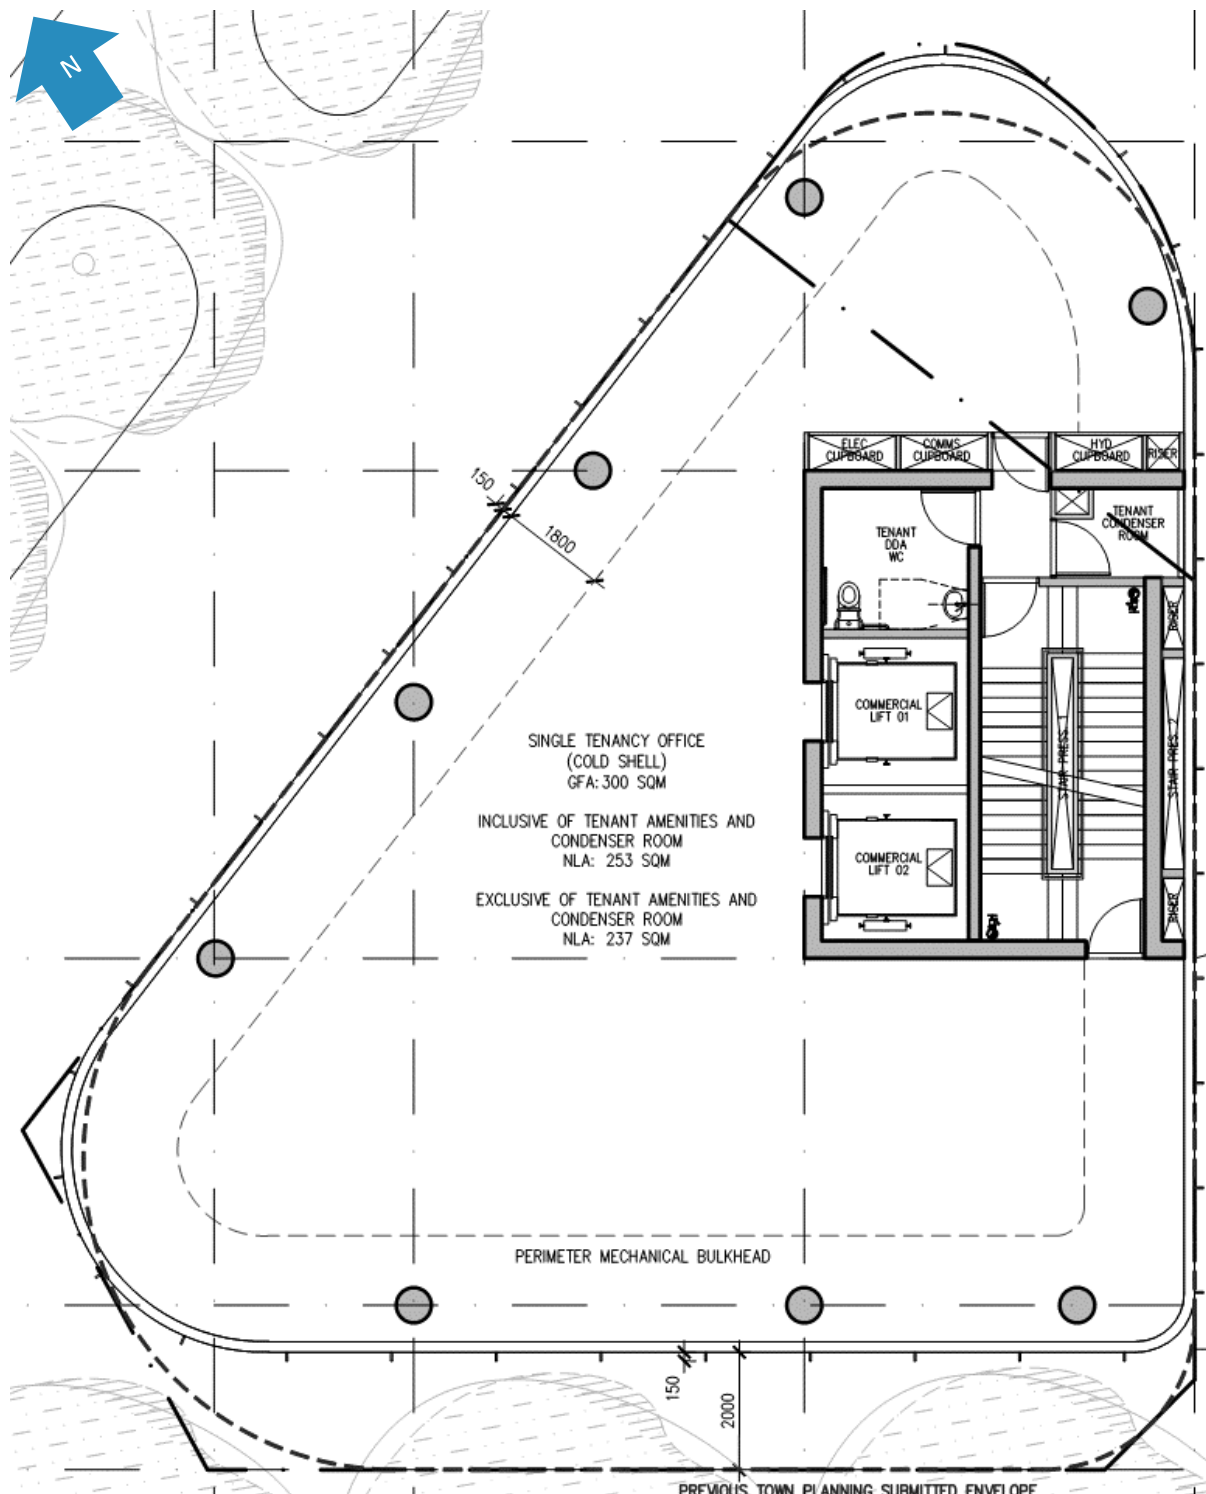 N
ELEC
CUPBOARD
COMMS
CUPBOARD
HYD
CUPBOARD
RISER
150
1800
TENANT
DDA
WC
TENANT
CONDENSER
ROOM
RISER
COMMERCIAL
LIFT 01
STAIR PRESS. 1
STAIR PRES. 2
SINGLE TENANCY OFFICE
(COLD SHELL)
GFA: 300 SQM
INCLUSIVE OF TENANT AMENITIES AND
CONDENSER ROOM
NLA: 253 SQM
COMMERCIAL
LIFT 02
EXCLUSIVE OF TENANT AMENITIES AND
CONDENSER ROOM
NLA: 237 SQM
RISER
PERIMETER MECHANICAL BULKHEAD
150
2000
PREVIOUS TOWN PLANNING SUBMITTED ENVELOPE